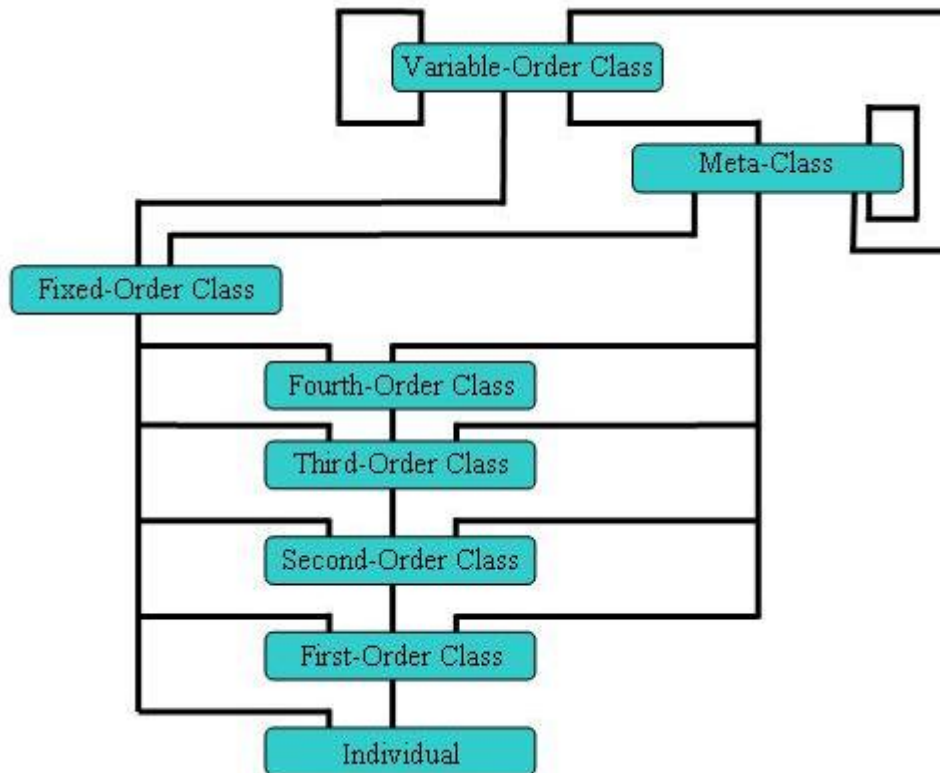 Variable-Order Class
Meta-Class
Fixed-Order Class
Fourth-Order Class
Third-Order Class
Second-Order Class
First-Order Class
Individual